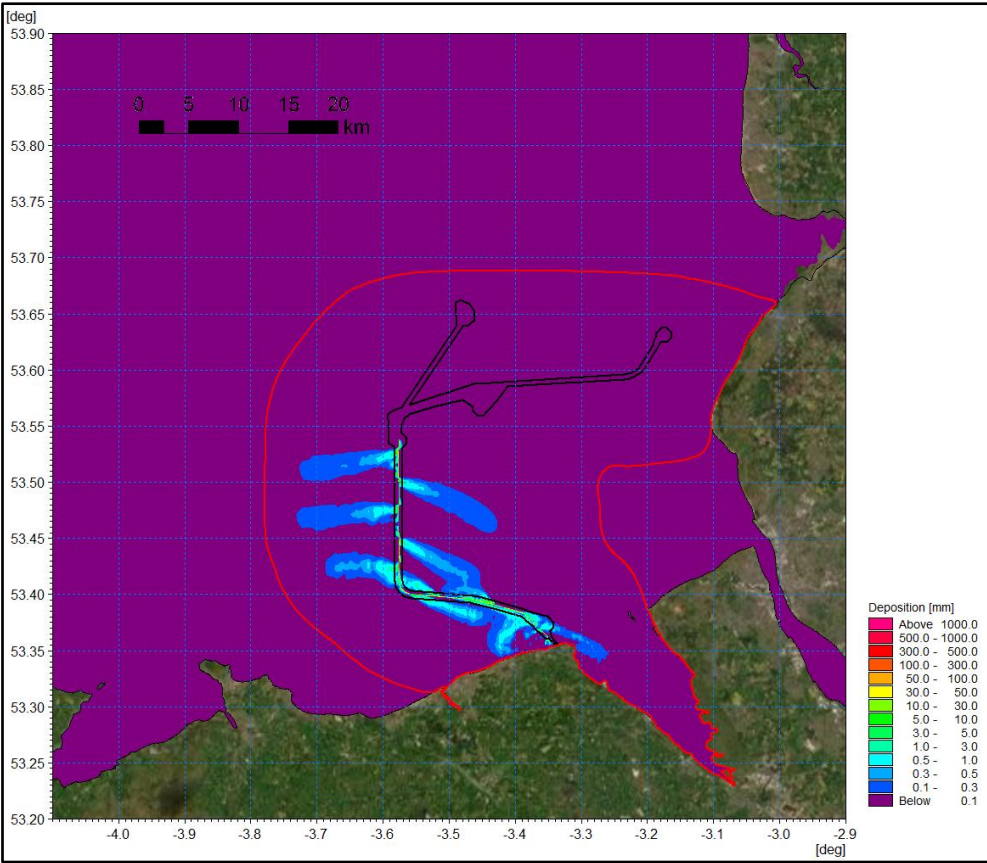 [deg]
53.90
53.85
53.80
53.75
53.70
53.65
53.60
53.55
53.50
53.45
53.40
53.35
53.30
53.25
53.20
0 5 10 15 20
km
Deposition [mm]
Above 1000.0
500.0 - 1000.0
300.0 - 500.0
100.0 - 300.0
50.0 - 100.0
30.0 - 50.0
10.0 - 30.0
5.0 - 10.0
3.0 - 5.0
1.0 - 3.0
0.5 - 1.0
0.3 - 0.5
0.1 - 0.3
Below 0.1
-4.0 -3.9 -3.8 -3.7 -3.6 -3.5 -3.4 -3.3 -3.2 -3.1 -3.0 -2.9
[deg]